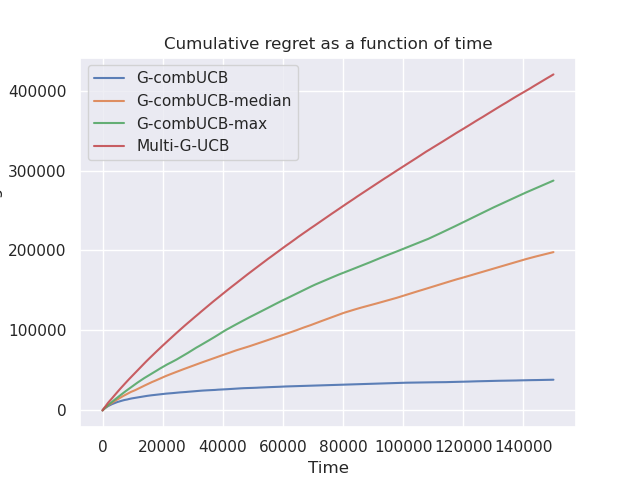 Cumulative regret as a function of time
G-combUCB
G-combUCB-median
G-combUCB-max
Multi-G-UCB
400000
300000
200000
100000
0
0 20000 40000 60000 80000 100000 120000 140000
Time